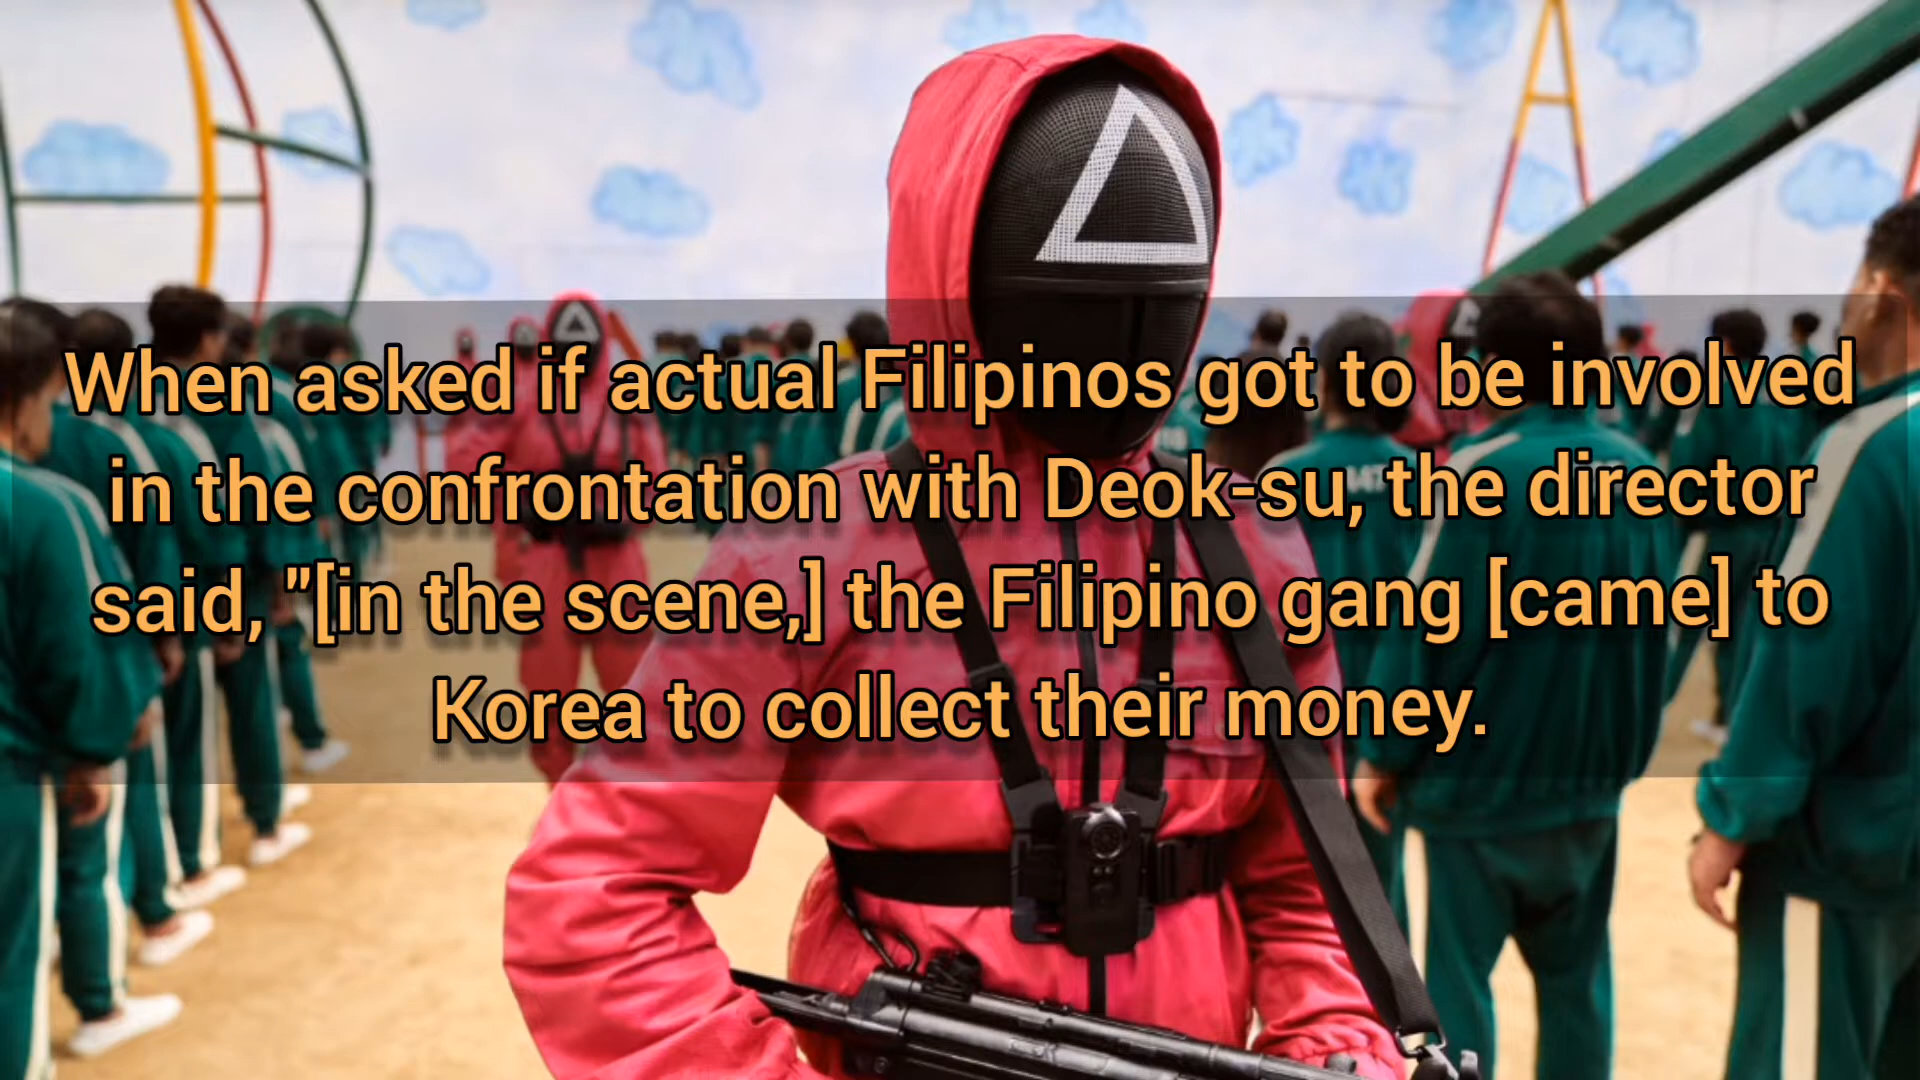 When asked if actual Filipinos got to be involved
in the confrontation with Deok-su, the director
said, "[in the scene,] the Filipino gang [came] to
Korea to collect their money.